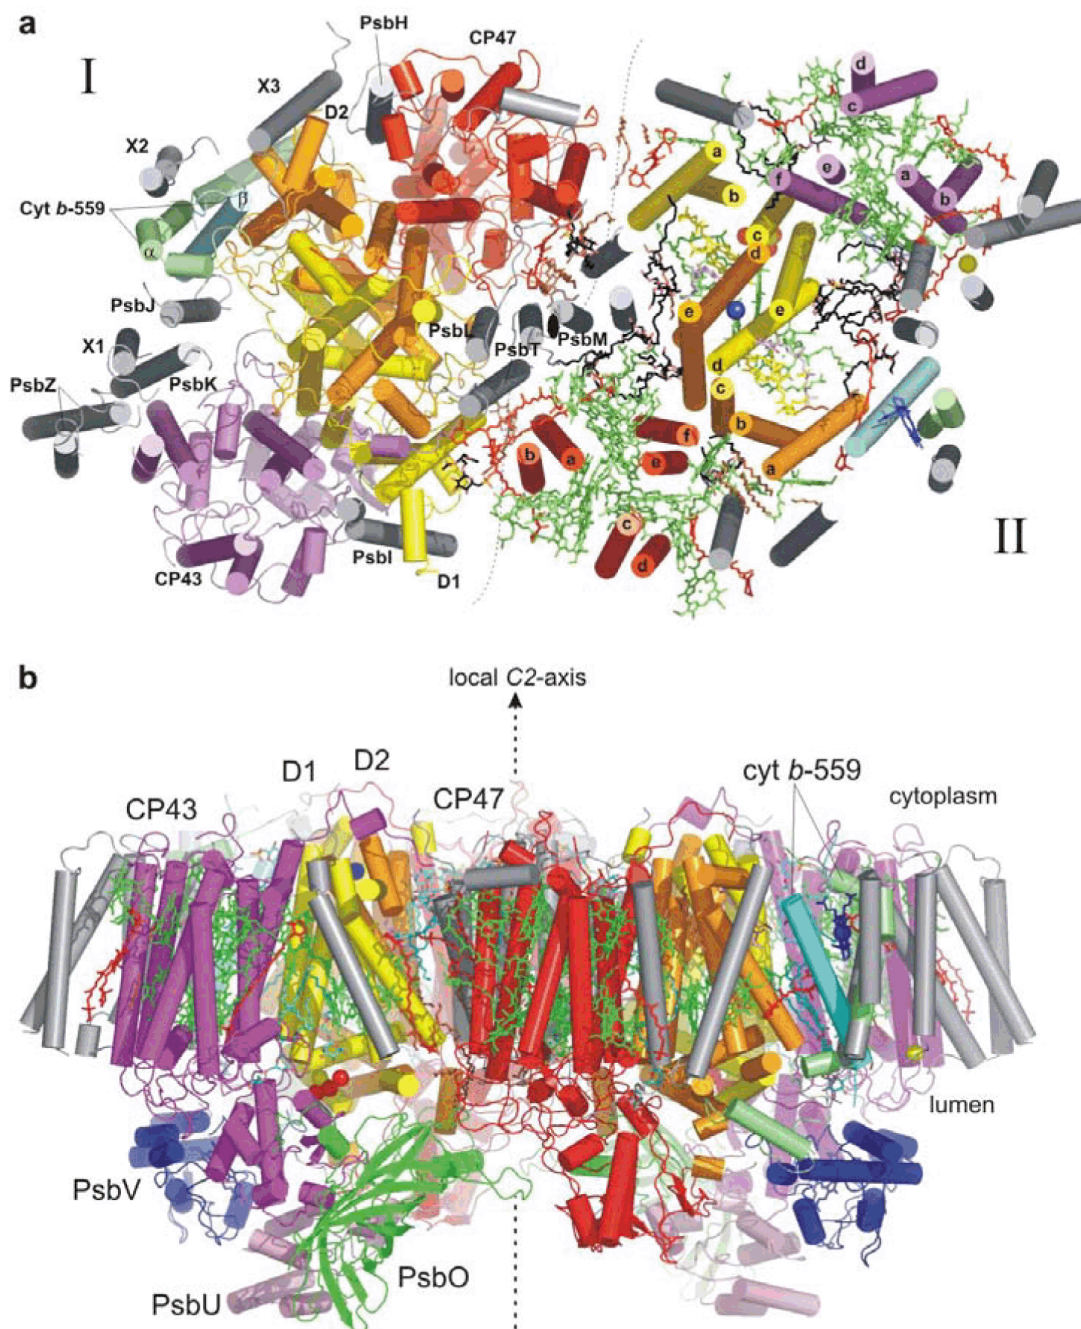 a
I
PsbH
CP47
X3
D2
X2
Cyt b-559
β
α
PsbJ
X1
PsbZ
PsbK
PsbL
PsbT
PsbM
CP43
PsbI
D1
a
b
c
d
e
f
d
c
e
a
b
e
d
c
b
a
b
a
f
e
c
d
II
b
local C2-axis
D1
D2
CP43
CP47
cyt b-559
cytoplasm
lumen
PsbV
PsbU
PsbO